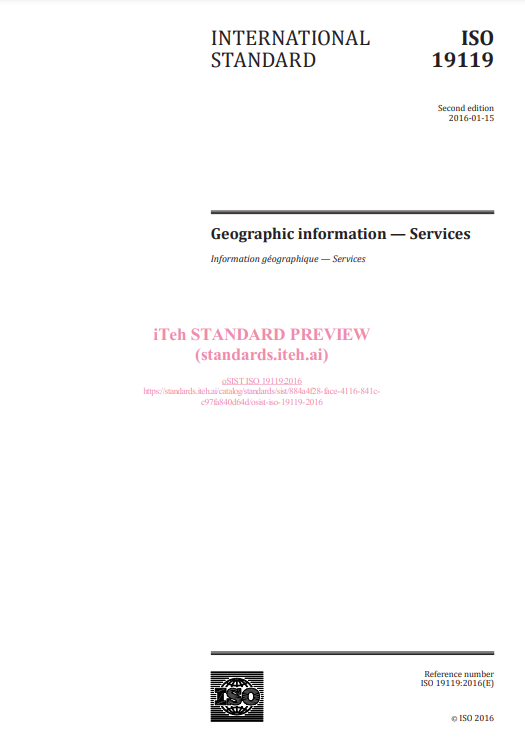 INTERNATIONAL
STANDARD
ISO
19119
Second edition
2016-01-15
Geographic information — Services
Information géographique — Services
iTeh STANDARD PREVIEW
(standards.iteh.ai)
oSIST ISO 19119:2016
https://standards.iteh.ai/catalog/standards/sist/884a4f28-face-4116-841c-
c97fa840d64d/osist-iso-19119-2016
ISO
Reference number
ISO 19119:2016(E)
© ISO 2016